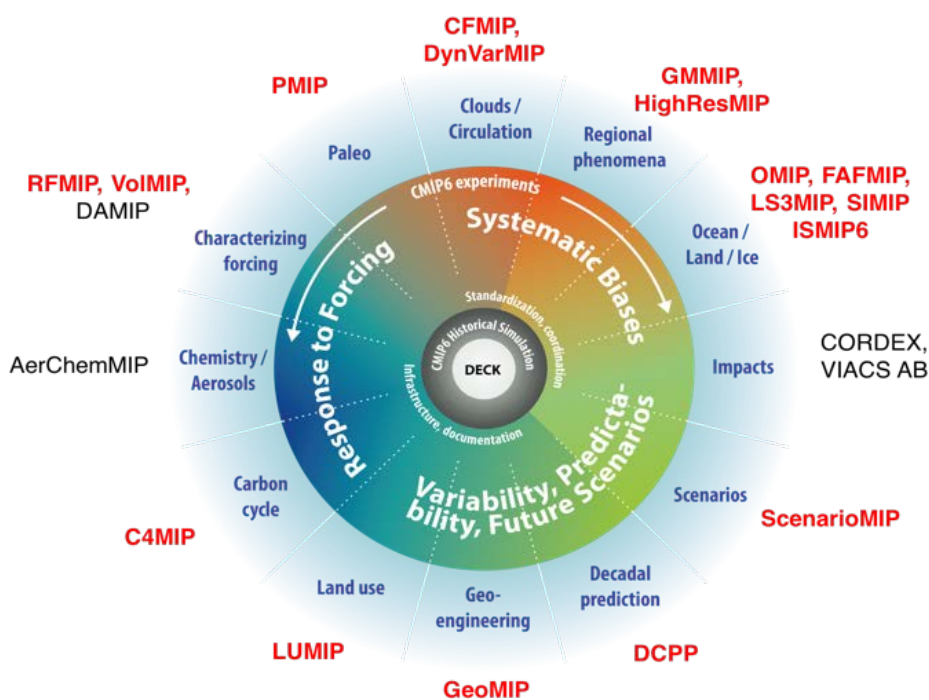 CFMIP,
DynVarMIP
PMIP
GMMIP,
HighResMIP
Clouds /
Circulation
Regional
phenomena
Paleo
RFMIP, VolMIP,
DAMIP
OMIP, FAFMIP,
LS3MIP, SIMIP
ISMIP6
CMIP6 experiments
Characterizing
forcing
Ocean /
Land / Ice
Systematic Biases
Response to Forcing
Standardization, coordination
CMIP6 Historical Simulation
DECK
Infrastructure, documentation
AerChemMIP
Chemistry /
Aerosols
Impacts
CORDEX,
VIACS AB
Variability, Predicta-
bility, Future Scenarios
Carbon
cycle
Scenarios
C4MIP
ScenarioMIP
Land use
Geo-
engineering
Decadal
prediction
LUMIP
DCPP
GeoMIP